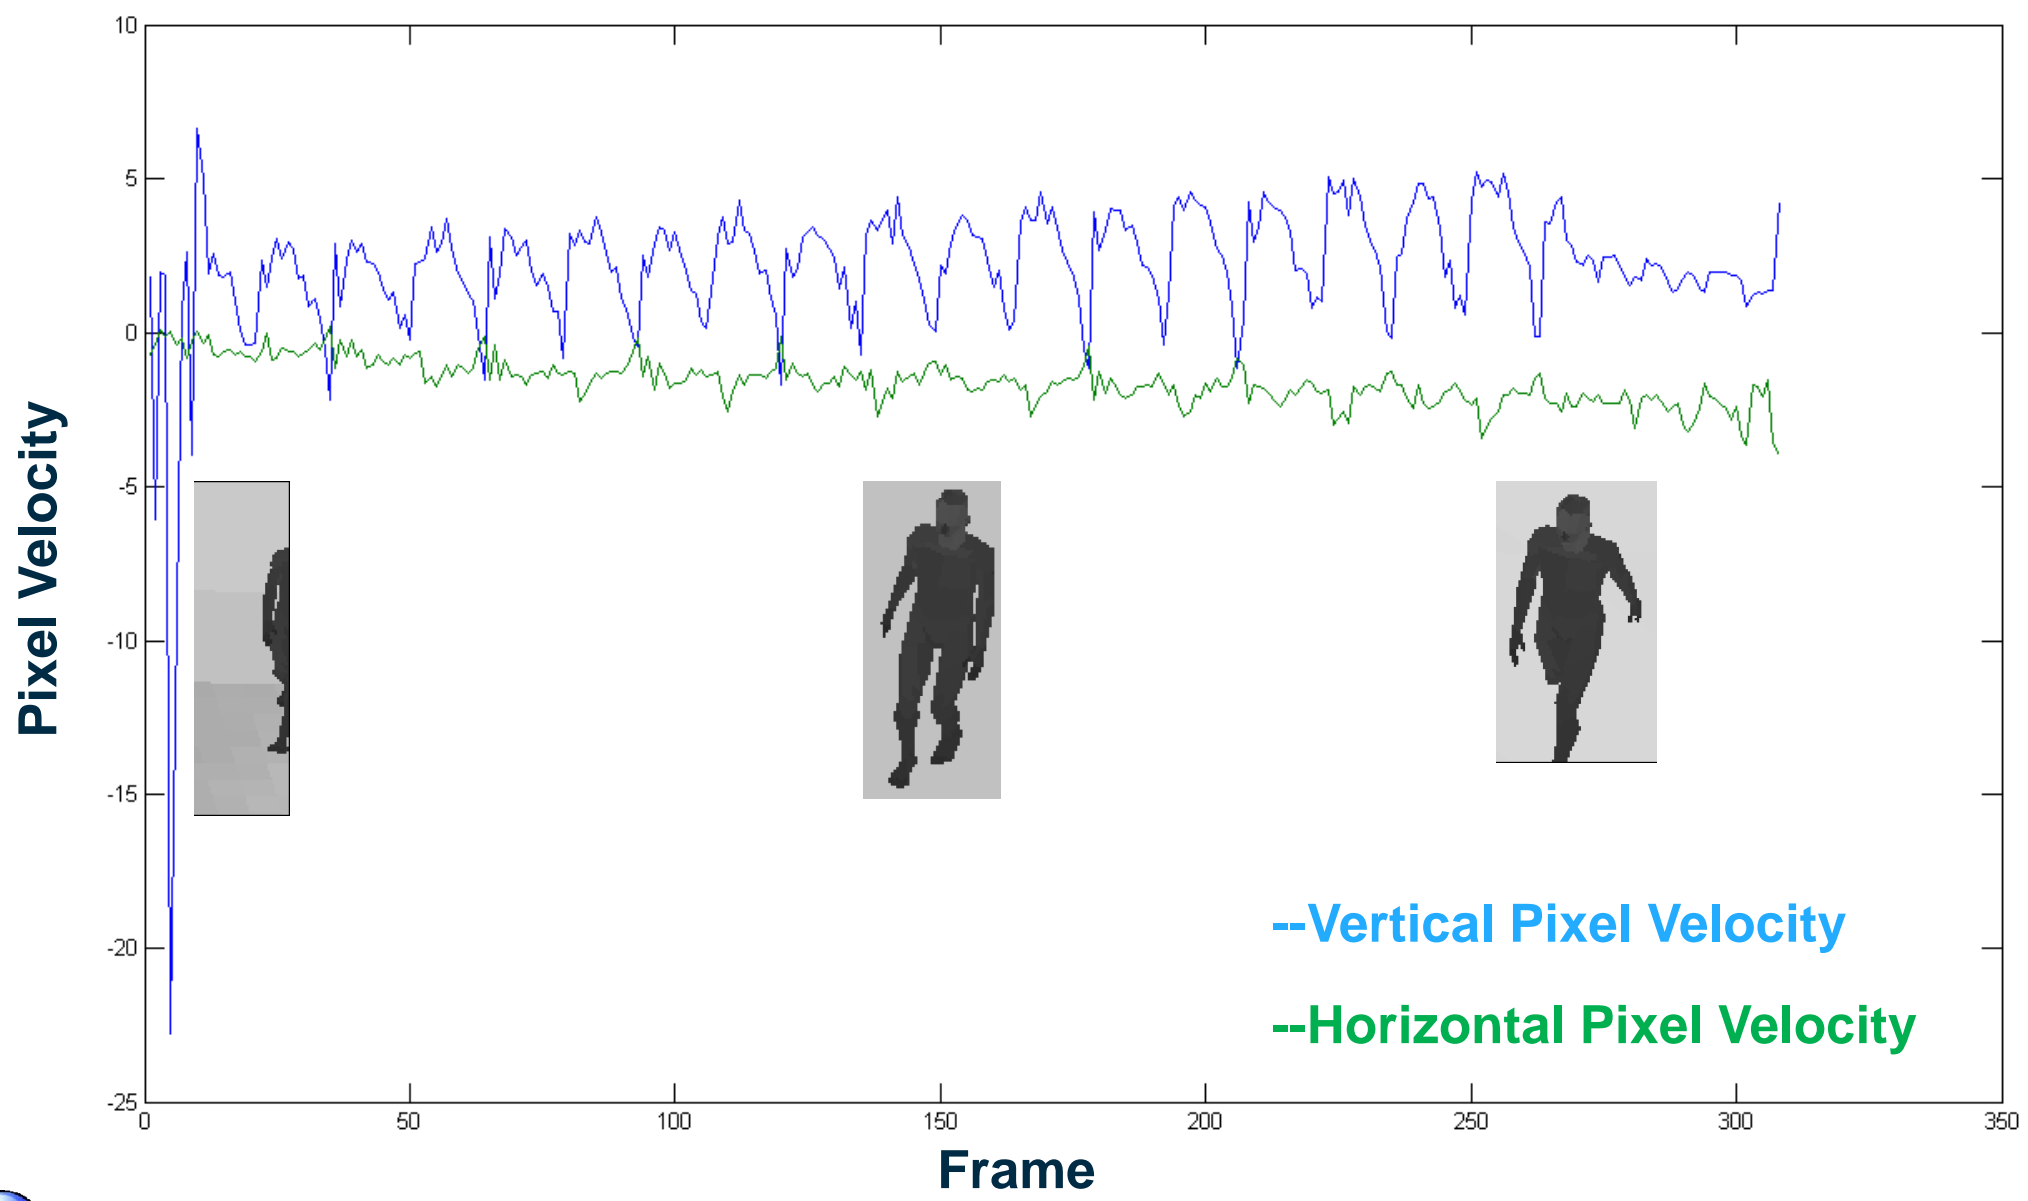 10
5
0
-5
-10
-15
-20
-25
0 50 100 150 200 250 300 350
Pixel Velocity
Frame
--Vertical Pixel Velocity
--Horizontal Pixel Velocity